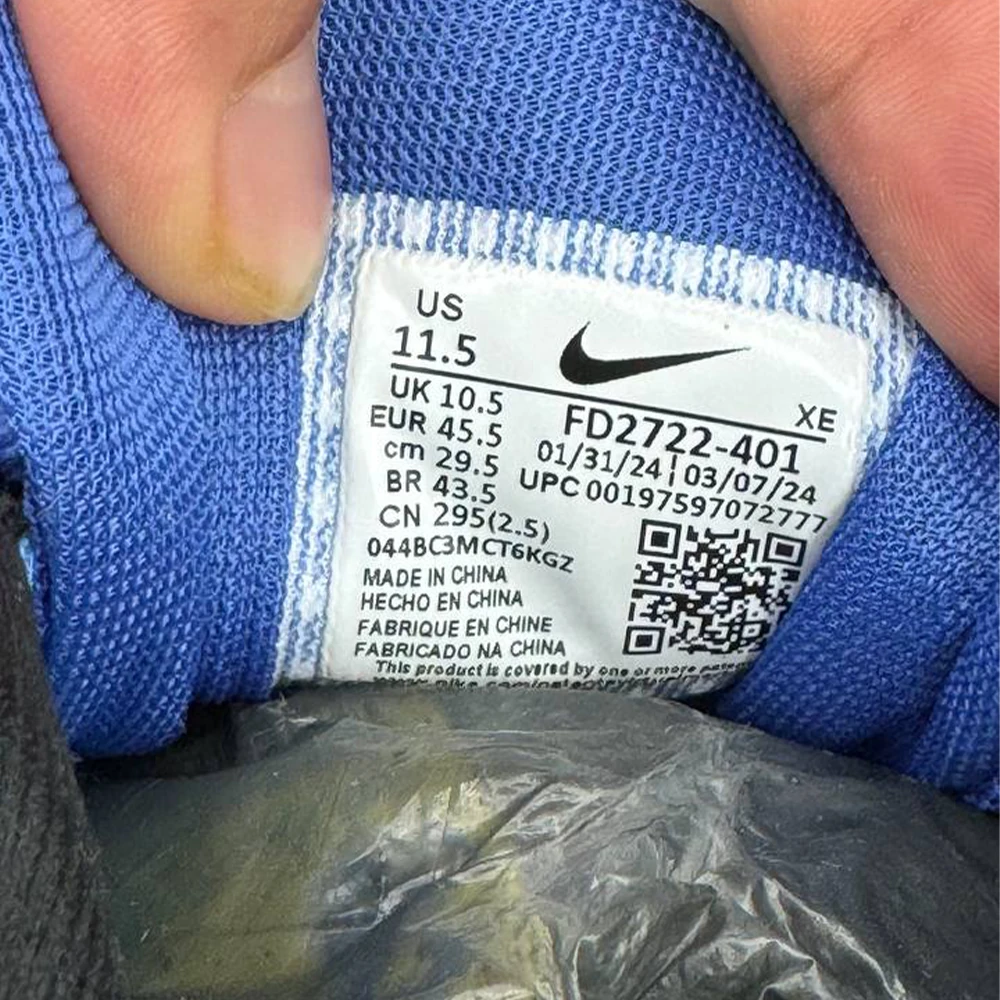 US
11.5
XE
UK 10.5
EUR 45.5
cm 29.5
BR 43.5
CN 295(2.5)
FD2722-401
01/31/24 | 03/07/24
UPC 00197597072777
044BC3MCT6KGZ
MADE IN CHINA
HECHO EN CHINA
FABRIQUE EN CHINE
FABRICADO NA CHINA
This product is covered by one or more